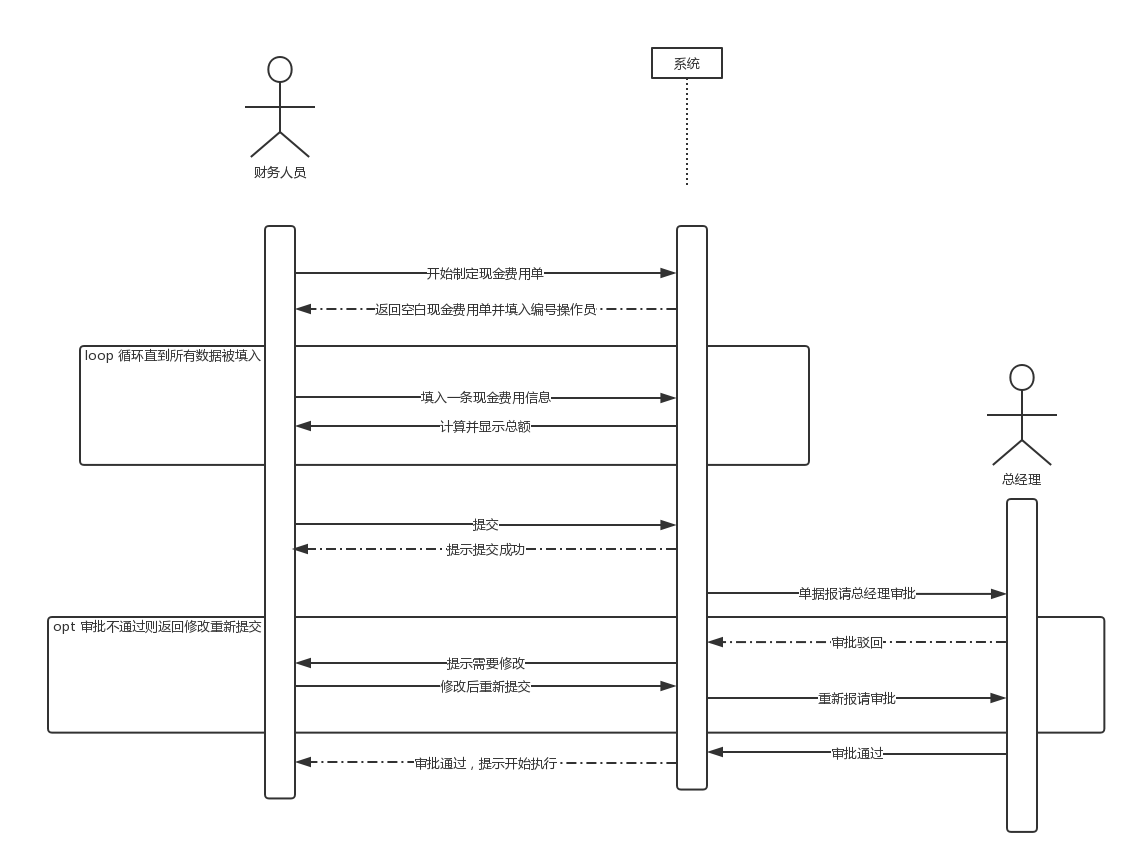 系统
财务人员
开始制定现金费用单
返回空白现金费用单并填入编号操作员
loop 循环直到所有数据被填入
填入一条现金费用信息
计算并显示总额
总经理
提交
提示提交成功
单据报请总经理审批
opt 审批不通过则返回修改重新提交
审批驳回
提示需要修改
修改后重新提交
重新报请审批
审批通过
审批通过，提示开始执行